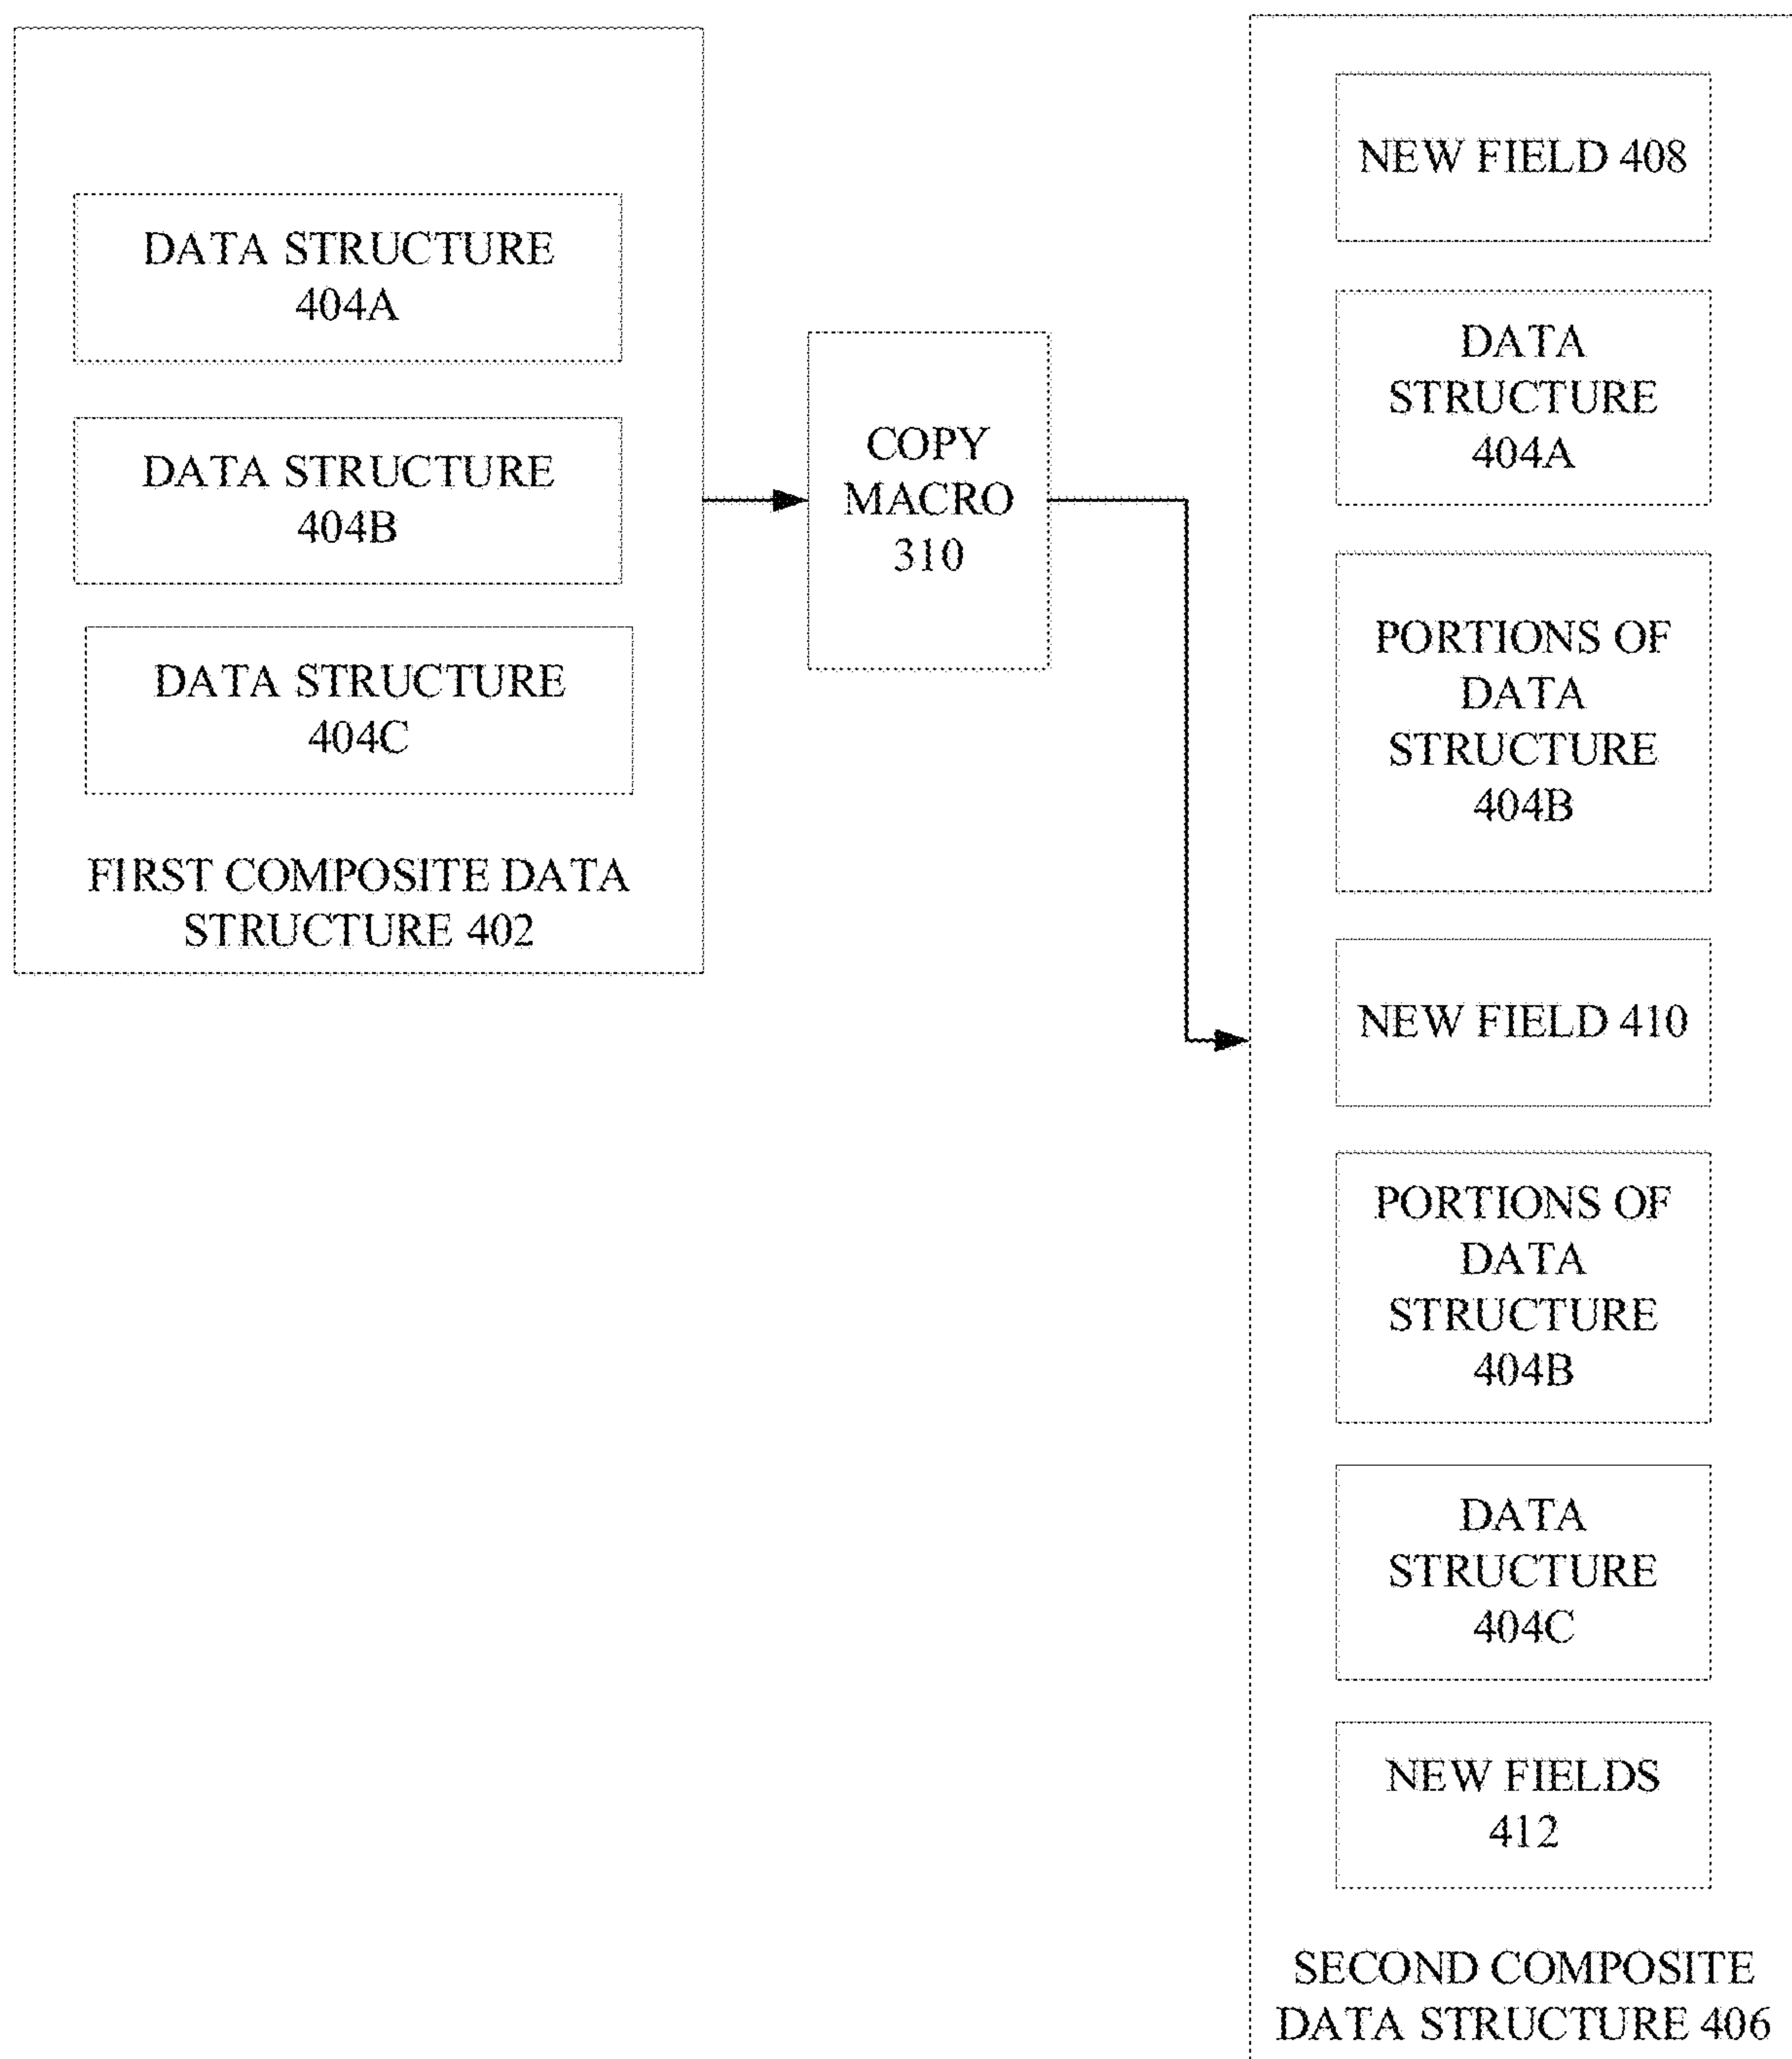 DATA STRUCTURE
404A
DATA STRUCTURE
404B
DATA STRUCTURE
404C
FIRST COMPOSITE DATA
STRUCTURE 402
COPY
MACRO
310
NEW FIELD 408
DATA
STRUCTURE
404A
PORTIONS OF
DATA
STRUCTURE
404B
NEW FIELD 410
PORTIONS OF
DATA
STRUCTURE
404B
DATA
STRUCTURE
404C
NEW FIELDS
412
SECOND COMPOSITE
DATA STRUCTURE 406